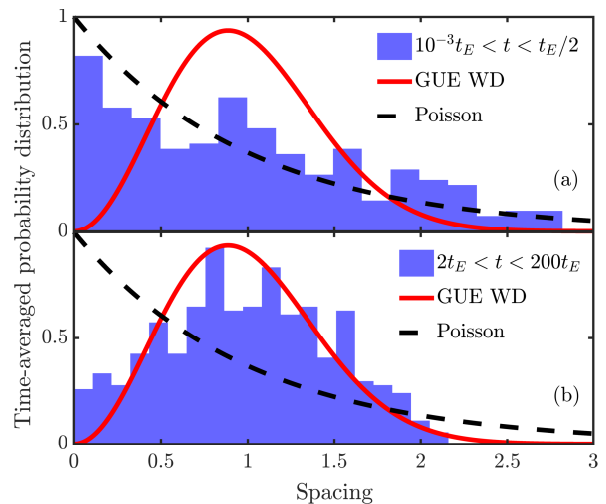 Time-averaged probability distribution
1
0.5
0
$10^{-3}t_E < t < t_E/2$
GUE WD
Poisson
(a)
1
0.5
0
$2t_E < t < 200t_E$
GUE WD
Poisson
(b)
0 0.5 1 1.5 2 2.5 3
Spacing